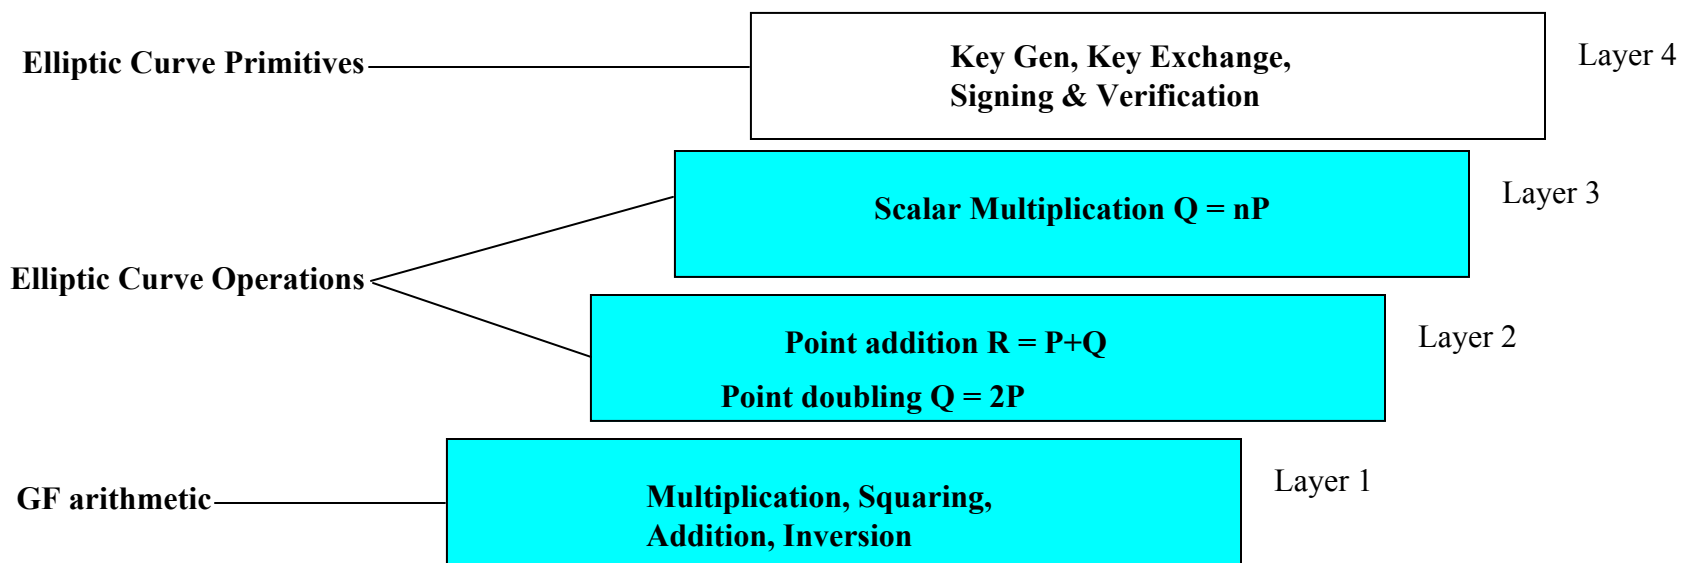 Elliptic Curve Primitives
Key Gen, Key Exchange,
Signing & Verification
Layer 4
Scalar Multiplication Q = nP
Layer 3
Elliptic Curve Operations
Point addition R = P+Q
Point doubling Q = 2P
Layer 2
GF arithmetic
Multiplication, Squaring,
Addition, Inversion
Layer 1